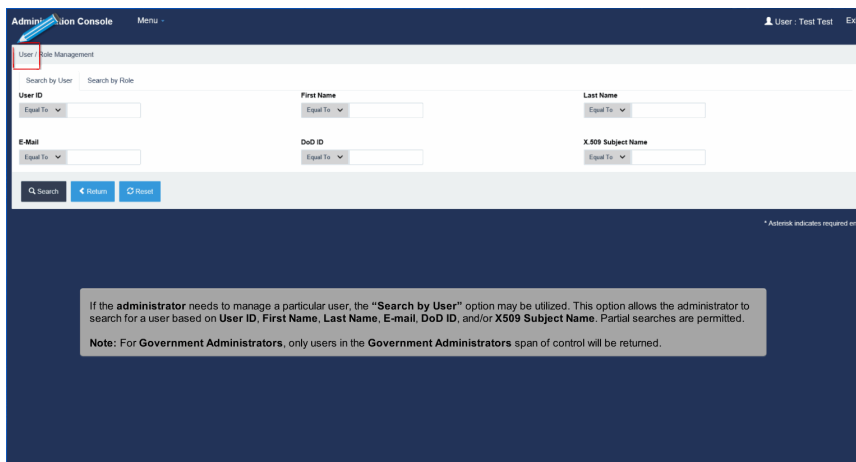 Administration Console Menu User : Test Test
User / Role Management
Search by User Search by Role
User ID First Name Last Name
Equal To Equal To Equal To
E-Mail DoD ID X.509 Subject Name
Equal To Equal To Equal To
Search Return Reset
* Asterisk indicates required
If the administrator needs to manage a particular user, the “Search by User” option may be utilized. This option allows the administrator to
search for a user based on User ID, First Name, Last Name, E-mail, DoD ID, and/or X509 Subject Name. Partial searches are permitted.
Note: For Government Administrators, only users in the Government Administrators span of control will be returned.